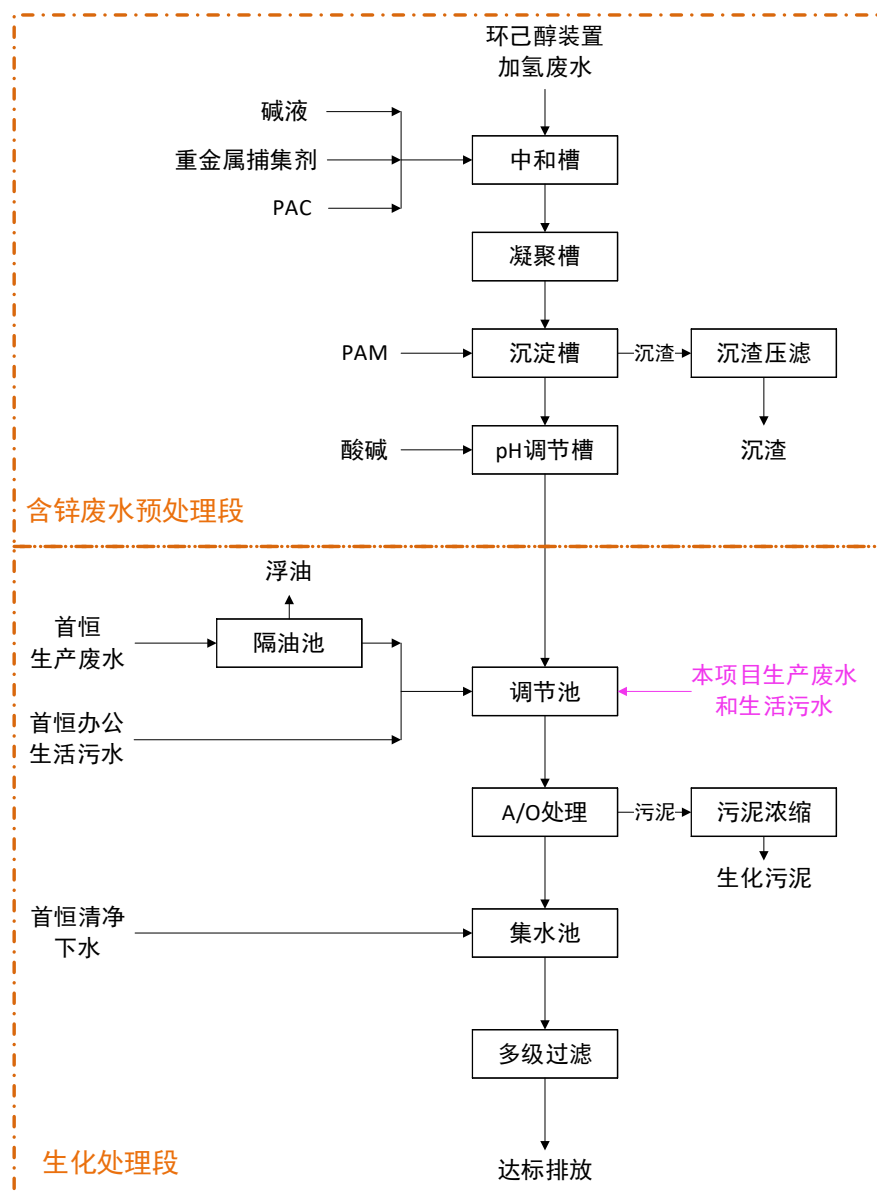 环己醇装置
加氢废水
碱液
重金属捕集剂
中和槽
PAC
凝聚槽
PAM
沉淀槽
沉渣
沉渣压滤
酸碱
pH调节槽
沉渣
含锌废水预处理段
浮油
首恒
生产废水
隔油池
调节池
本项目生产废水
和生活污水
首恒办公
生活污水
A/O处理
污泥
污泥浓缩
生化污泥
首恒清净
下水
集水池
多级过滤
生化处理段
达标排放